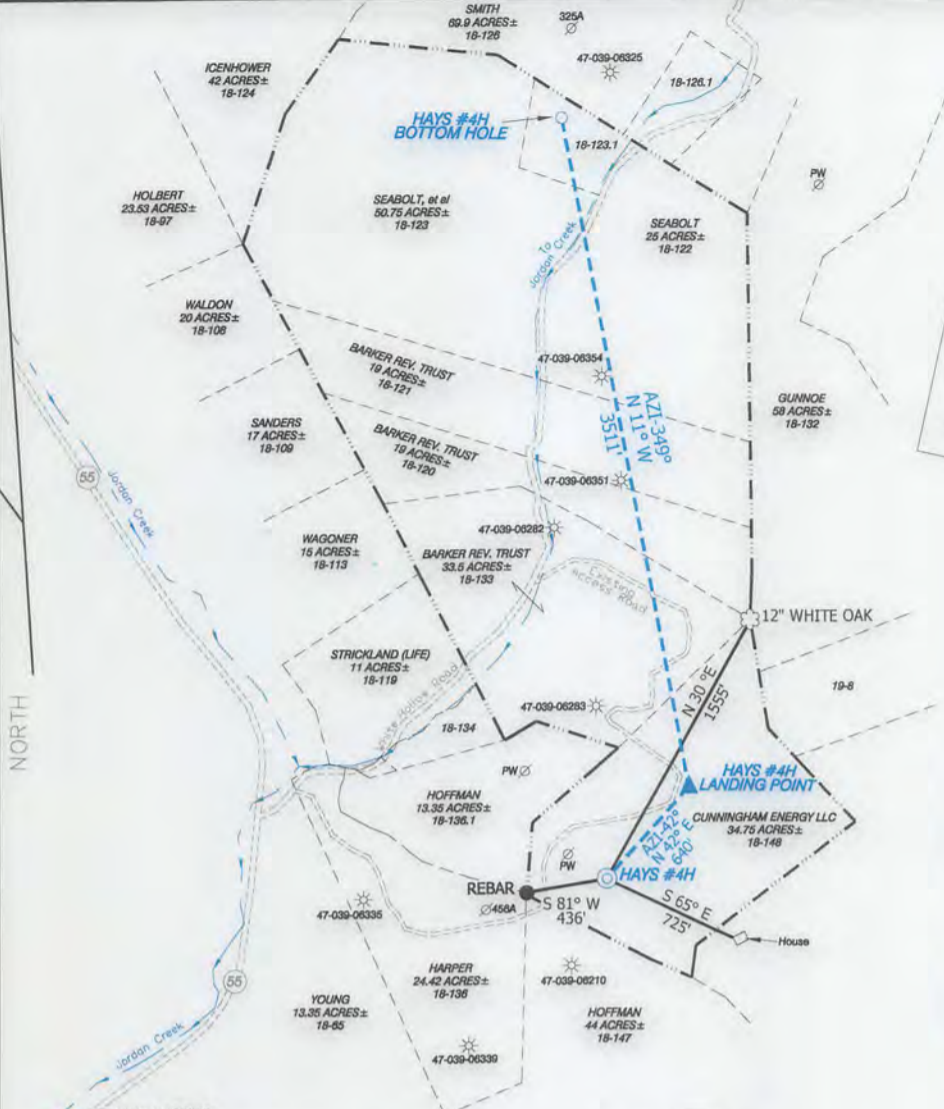 SMITH
69.9 ACRES±
18-126
325A
47-039-06325
ICENHOWER
42 ACRES±
18-124
18-126.1
HAYS #4H
BOTTOM HOLE
18-123.1
PW
HOLBERT
23.53 ACRES±
18-97
SEABOLT, et al
50.75 ACRES±
18-123
SEABOLT
25 ACRES±
18-122
To
Jordan Creek
WALDON
20 ACRES±
18-108
BARKER REV. TRUST
19 ACRES±
18-121
47-039-06354
AZI-349°
N 11° W
3511'
GUNNOE
58 ACRES±
18-132
SANDERS
17 ACRES±
18-109
BARKER REV. TRUST
19 ACRES±
18-120
55
Jordan Creek
47-039-06351
47-039-06282
WAGONER
15 ACRES±
18-113
BARKER REV. TRUST
33.5 ACRES±
18-133
Existing
Access Road
12" WHITE OAK
STRICKLAND (LIFE)
11 ACRES±
18-119
White Hollow Road
19-8
N 30 °E
1555'
NORTH
47-039-06283
18-134
PW
HAYS #4H
LANDING POINT
HOFFMAN
13.35 ACRES±
18-136.1
CUNNINGHAM ENERGY LLC
34.75 ACRES±
18-148
AZI-42°
N 42° E
640'
PW
HAYS #4H
REBAR
S 81° W
436'
S 65° E
725'
House
456A
47-039-06335
55
HARPER
24.42 ACRES±
18-136
47-039-06210
YOUNG
13.35 ACRES±
18-65
HOFFMAN
44 ACRES±
18-147
Jordan Creek
47-039-06339